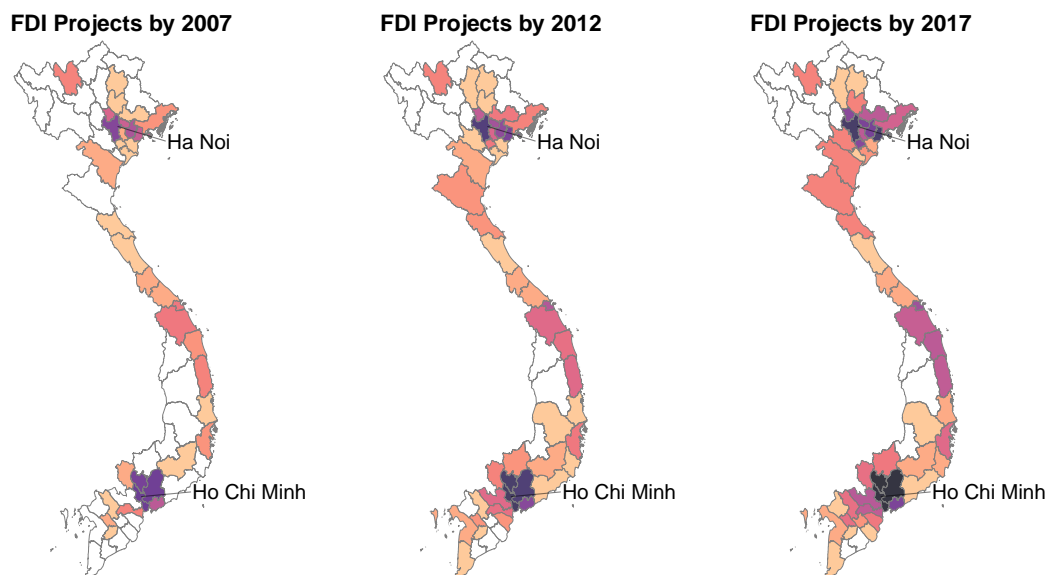 FDI Projects by 2007
FDI Projects by 2012
FDI Projects by 2017
Ha Noi
Ha Noi
Ha Noi
Ho Chi Minh
Ho Chi Minh
Ho Chi Minh